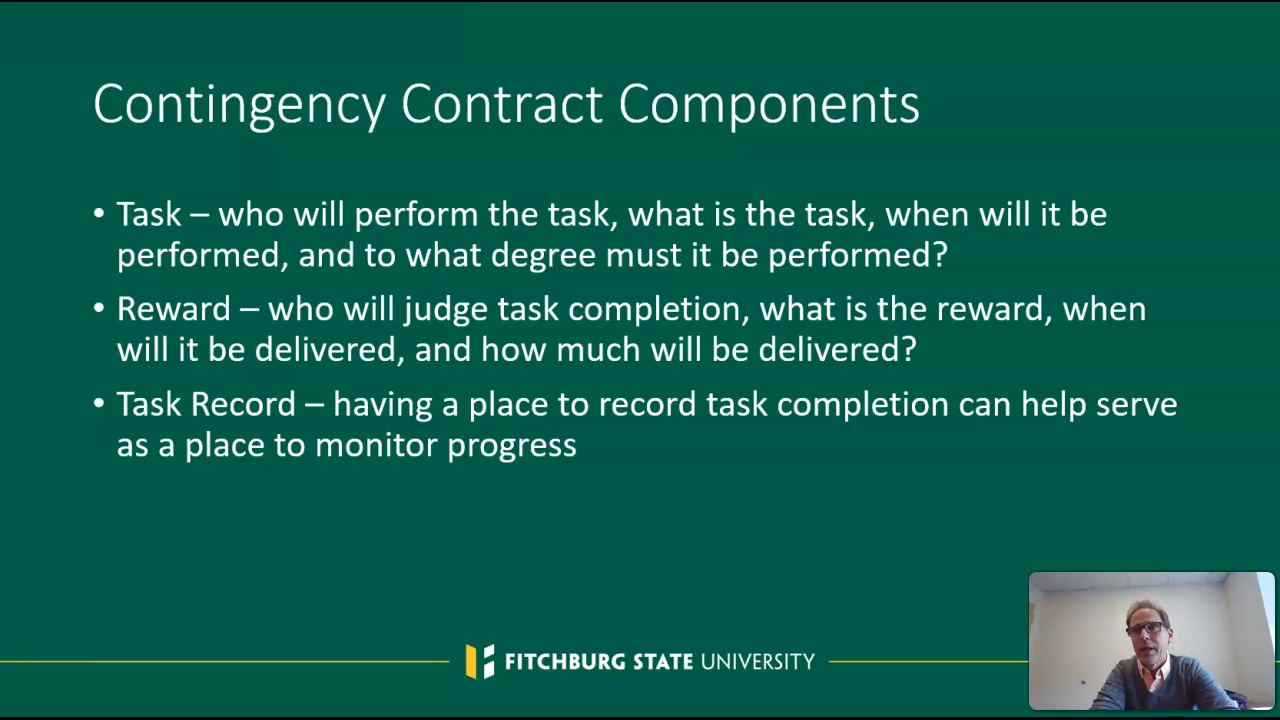 Contingency Contract Components
• Task – who will perform the task, what is the task, when will it be
performed, and to what degree must it be performed?
• Reward – who will judge task completion, what is the reward, when
will it be delivered, and how much will be delivered?
• Task Record – having a place to record task completion can help serve
as a place to monitor progress
FITCHBURG STATE UNIVERSITY